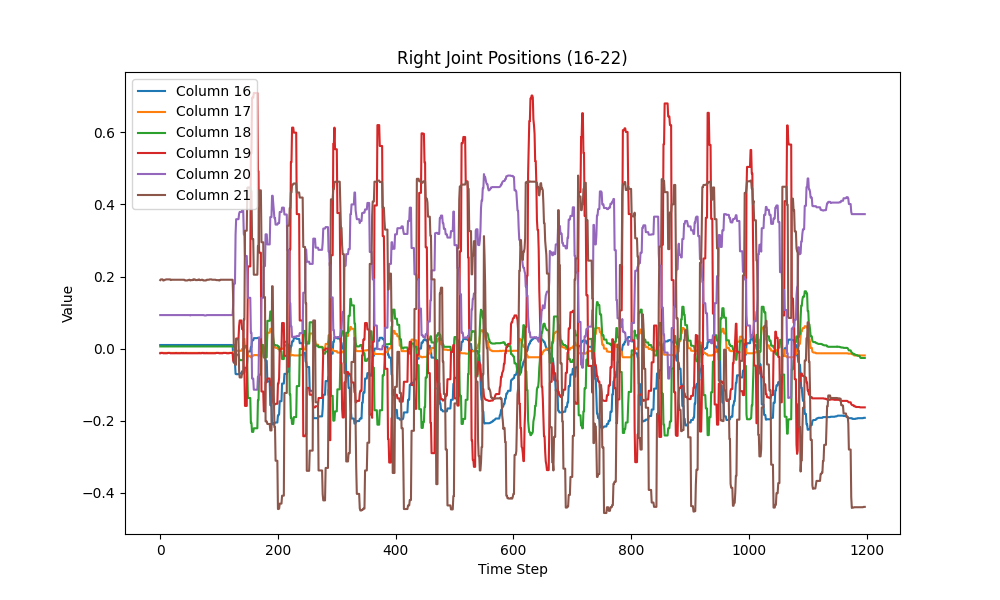 Right Joint Positions (16-22)
Column 16
Column 17
Column 18
Column 19
Column 20
Column 21
0.6
0.4
0.2
0.0
−0.2
−0.4
Value
0 200 400 600 800 1000 1200
Time Step